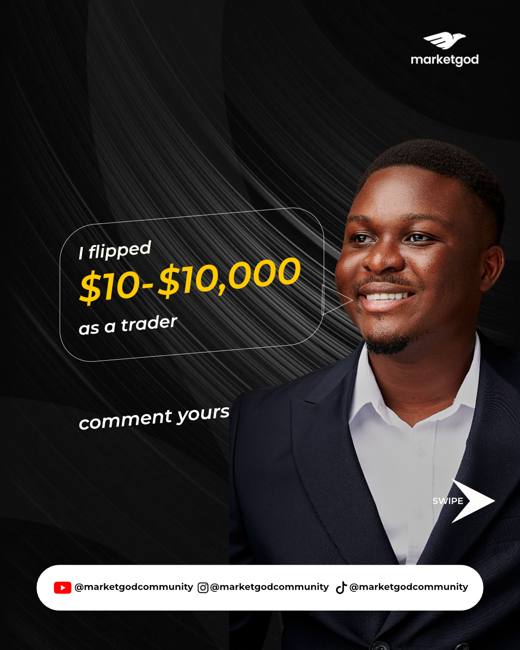 marketgod
I flipped
$10-$10,000
as a trader
comment yours
SWIPE
@marketgodcommunity @marketgodcommunity @marketgodcommunity